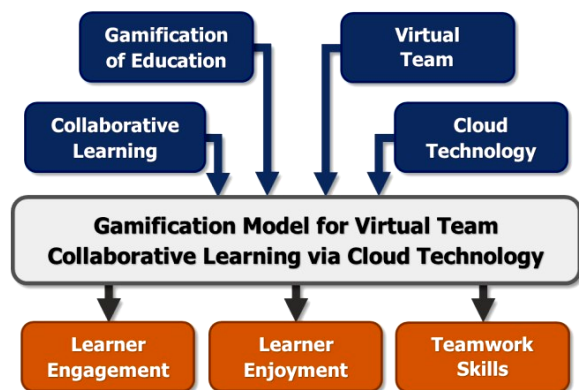 Gamification
of Education
Virtual
Team
Collaborative
Learning
Cloud
Technology
Gamification Model for Virtual Team
Collaborative Learning via Cloud Technology
Learner
Engagement
Learner
Enjoyment
Teamwork
Skills